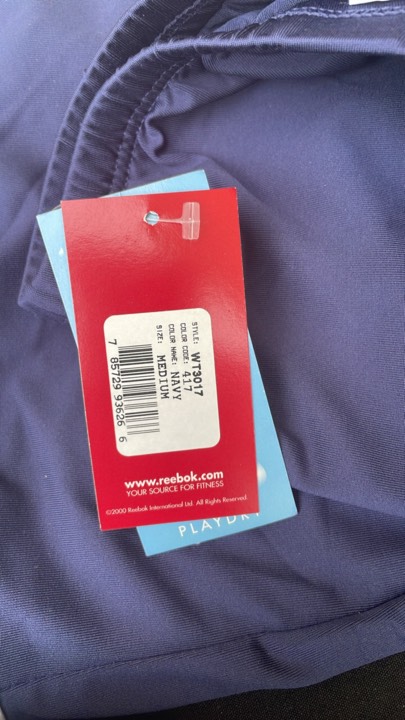 STYLE: WT3017
COLOR CODE: 417
COLOR NAME: NAVY
SIZE: MEDIUM
7 85729 93626 6
www.reebok.com
YOUR SOURCE FOR FITNESS
©2000 Reebok International Ltd. All Rights Reserved.
PLAYDRY